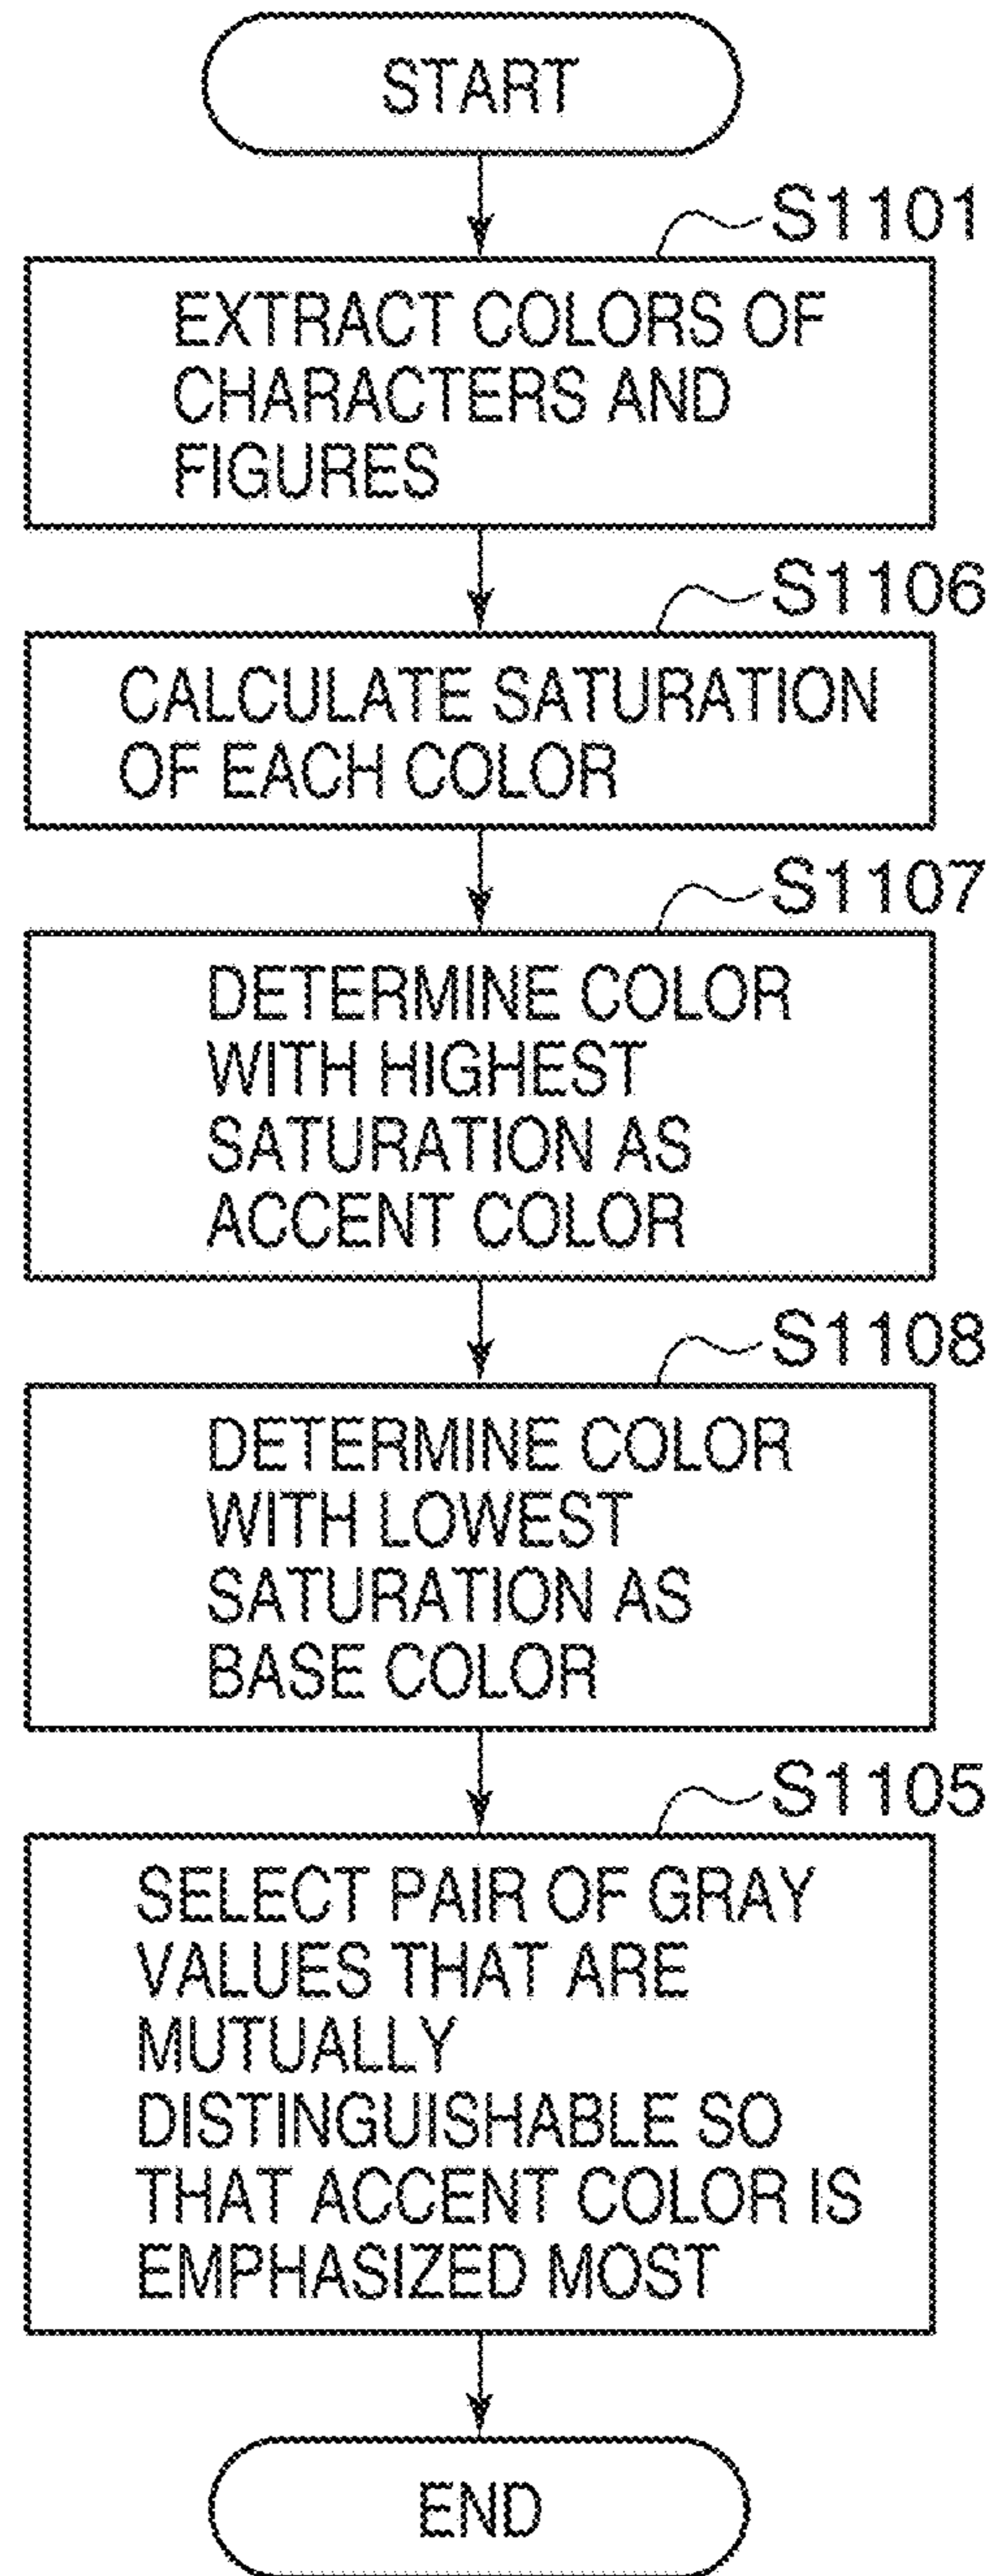 START
S1101
EXTRACT COLORS OF
CHARACTERS AND
FIGURES
S1106
CALCULATE SATURATION
OF EACH COLOR
S1107
DETERMINE COLOR
WITH HIGHEST
SATURATION AS
ACCENT COLOR
S1108
DETERMINE COLOR
WITH LOWEST
SATURATION AS
BASE COLOR
S1105
SELECT PAIR OF GRAY
VALUES THAT ARE
MUTUALLY
DISTINGUISHABLE SO
THAT ACCENT COLOR IS
EMPHASIZED MOST
END